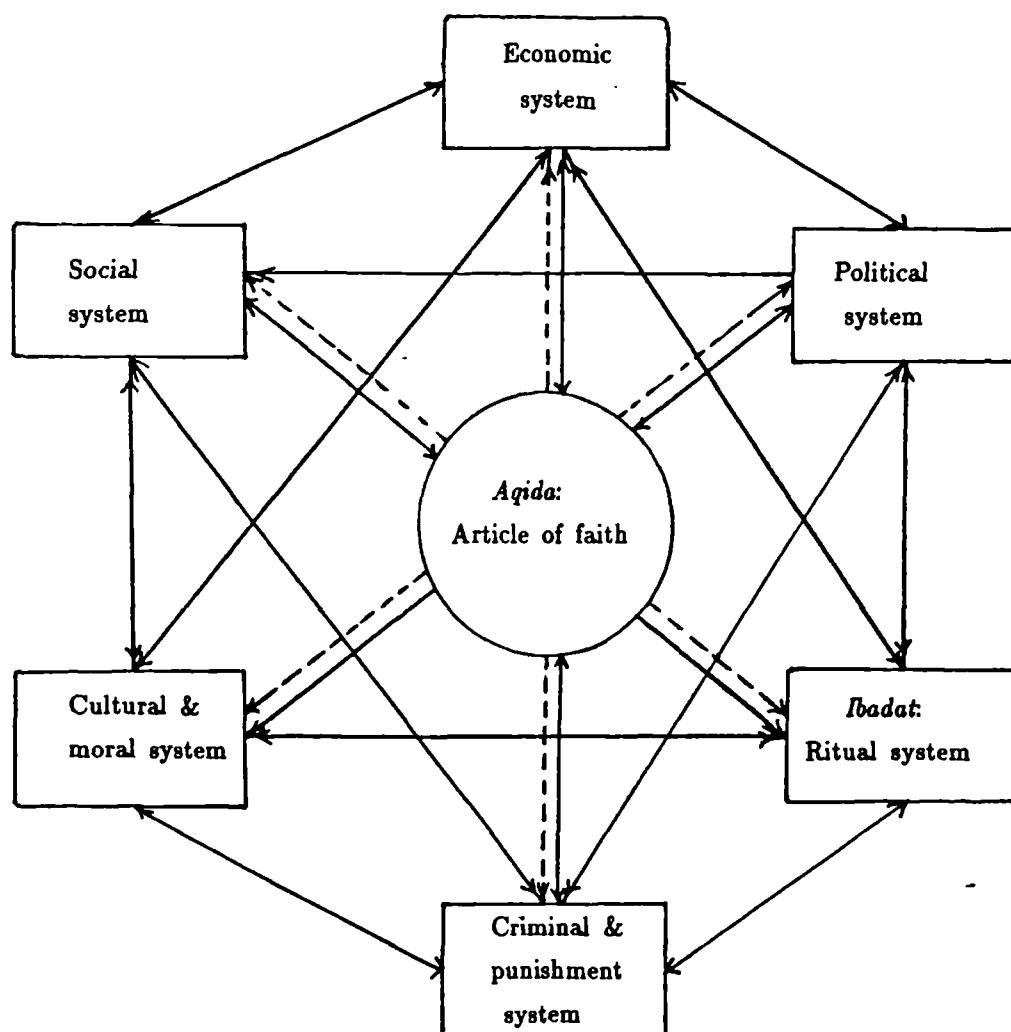 Economic
system
Social
system
Political
system
Aqida:
Article of faith
Cultural &
moral system
Ibadat:
Ritual system
Criminal &
punishment
system